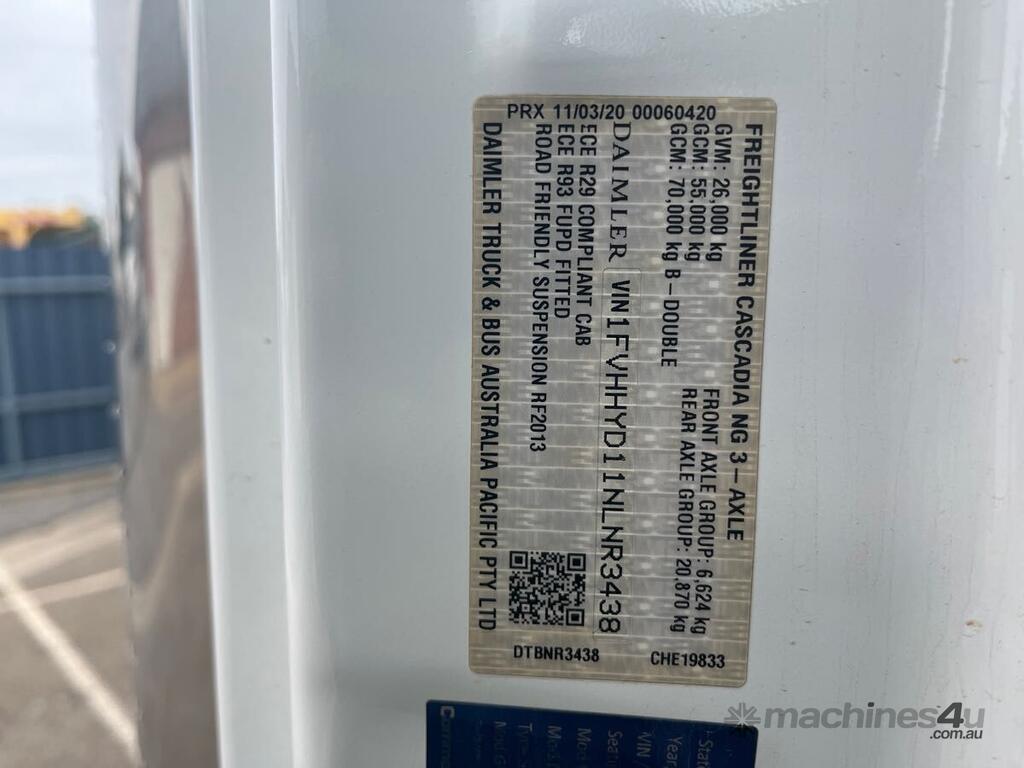 PRX 11/03/20 00060420
FREIGHTLINER CASCADIA NG 3-AXLE
GVM: 26,000 kg
GCM: 55,000 kg
GCM: 70,000 kg B-DOUBLE
FRONT AXLE GROUP: 6,624 kg
REAR AXLE GROUP: 20,870 kg
DAIMLER VIN1FVHHYD11NLNR3438
ECE R29 COMPLIANT CAB
ECE R93 FUPD FITTED
ROAD FRIENDLY SUSPENSION RF2013
DAIMLER TRUCK & BUS AUSTRALIA PACIFIC PTY LTD
DTBNR3438 CHE19833
machines4u
.com.au